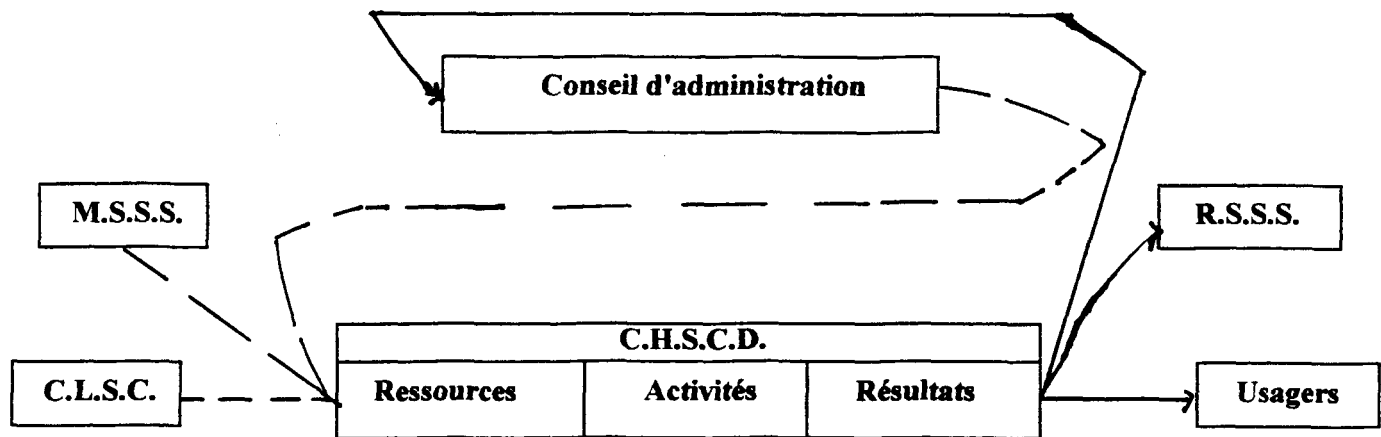 Conseil d'administration
M.S.S.S.
R.S.S.S.
C.H.S.C.D.
C.L.S.C.
Ressources
Activités
Résultats
Usagers